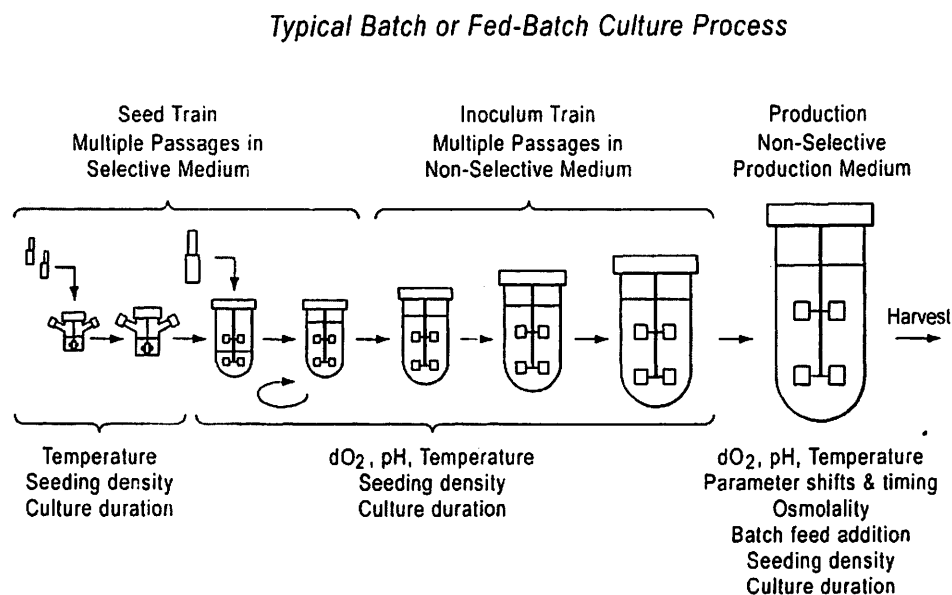 Typical Batch or Fed-Batch Culture Process
Seed Train
Multiple Passages in
Selective Medium
Inoculum Train
Multiple Passages in
Non-Selective Medium
Production
Non-Selective
Production Medium
Harvest
Temperature
Seeding density
Culture duration
dO₂, pH, Temperature
Seeding density
Culture duration
dO₂, pH, Temperature
Parameter shifts & timing
Osmolality
Batch feed addition
Seeding density
Culture duration